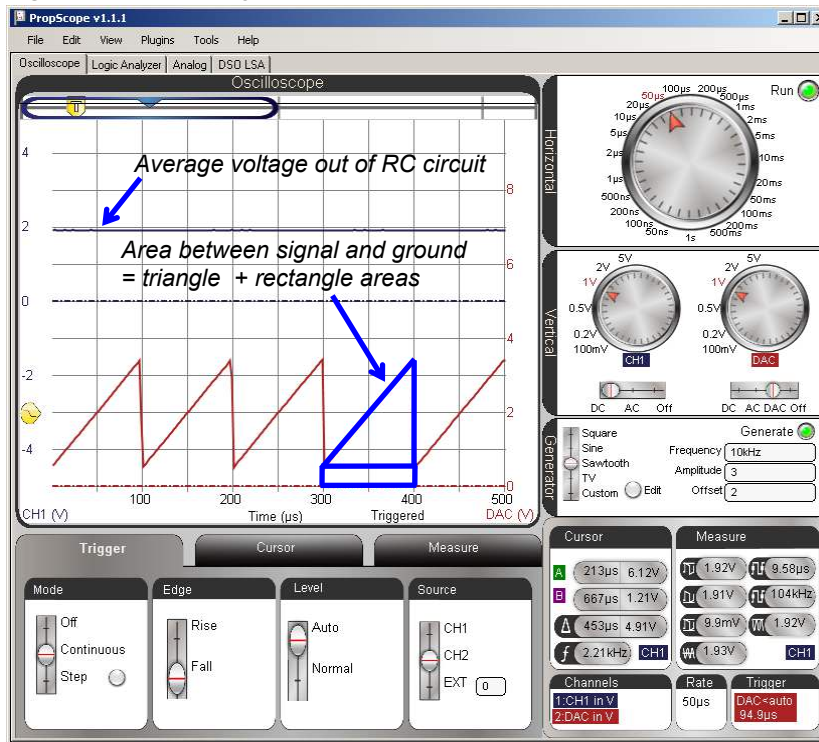 PropScope v1.1.1
File Edit View Plugins Tools Help
Oscilloscope Logic Analyzer Analog DSO LSA
Oscilloscope
T
4
2
0
-2
-4
8
6
4
2
0
Average voltage out of RC circuit
Area between signal and ground
= triangle + rectangle areas
100 200 300 400 500
CH1 (V) Time (µs) Triggered DAC (V)
Horizontal
Run
50ns
100ns
200ns
500ns
1µs
2µs
5µs
10µs
20µs
50µs
100µs
200µs
500µs
1ms
2ms
5ms
10ms
20ms
50ms
100ms
200ms
500ms
1s
Vertical
5V
2V
1V
0.5V
0.2V
100mV
CH1
DC AC Off
5V
2V
1V
0.5V
0.2V
100mV
DAC
DC AC DAC Off
Generator
Square
Sine
Sawtooth
TV
Custom Edit
Generate
Frequency 10kHz
Amplitude 3
Offset 2
Trigger Cursor Measure
Mode
Off
Continuous
Step
Edge
Rise
Fall
Level
Auto
Normal
Source
CH1
CH2
EXT 0
Cursor
A 213µs 6.12V
B 667µs 1.21V
Δ 453µs 4.91V
f 2.21kHz CH1
Measure
1.92V 9.58µs
1.91V 104kHz
9.9mV 1.92V
1.93V CH1
Channels
1:CH1 in V
2:DAC in V
Rate
50µs
Trigger
DAC<auto
94.9µs